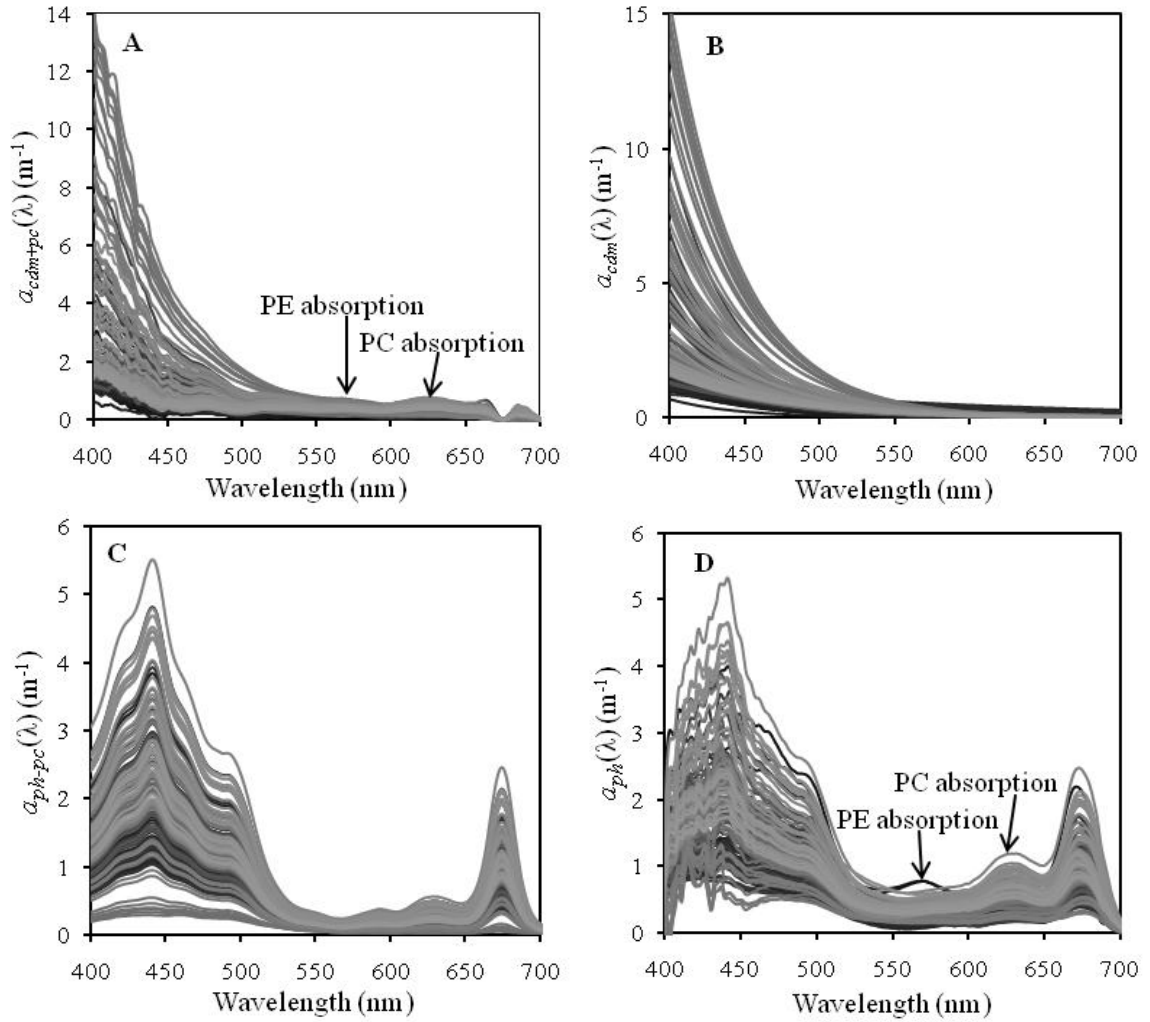 A
14
12
10
8
6
4
2
0
a_cdm+pc(λ) (m⁻¹)
PE absorption
PC absorption
400 450 500 550 600 650 700
Wavelength (nm)
B
15
10
5
0
a_cdm(λ) (m⁻¹)
400 450 500 550 600 650 700
Wavelength (nm)
C
6
5
4
3
2
1
0
a_ph-pc(λ) (m⁻¹)
400 450 500 550 600 650 700
Wavelength (nm)
D
6
5
4
3
2
1
0
a_ph(λ) (m⁻¹)
PC absorption
PE absorption
400 450 500 550 600 650 700
Wavelength (nm)